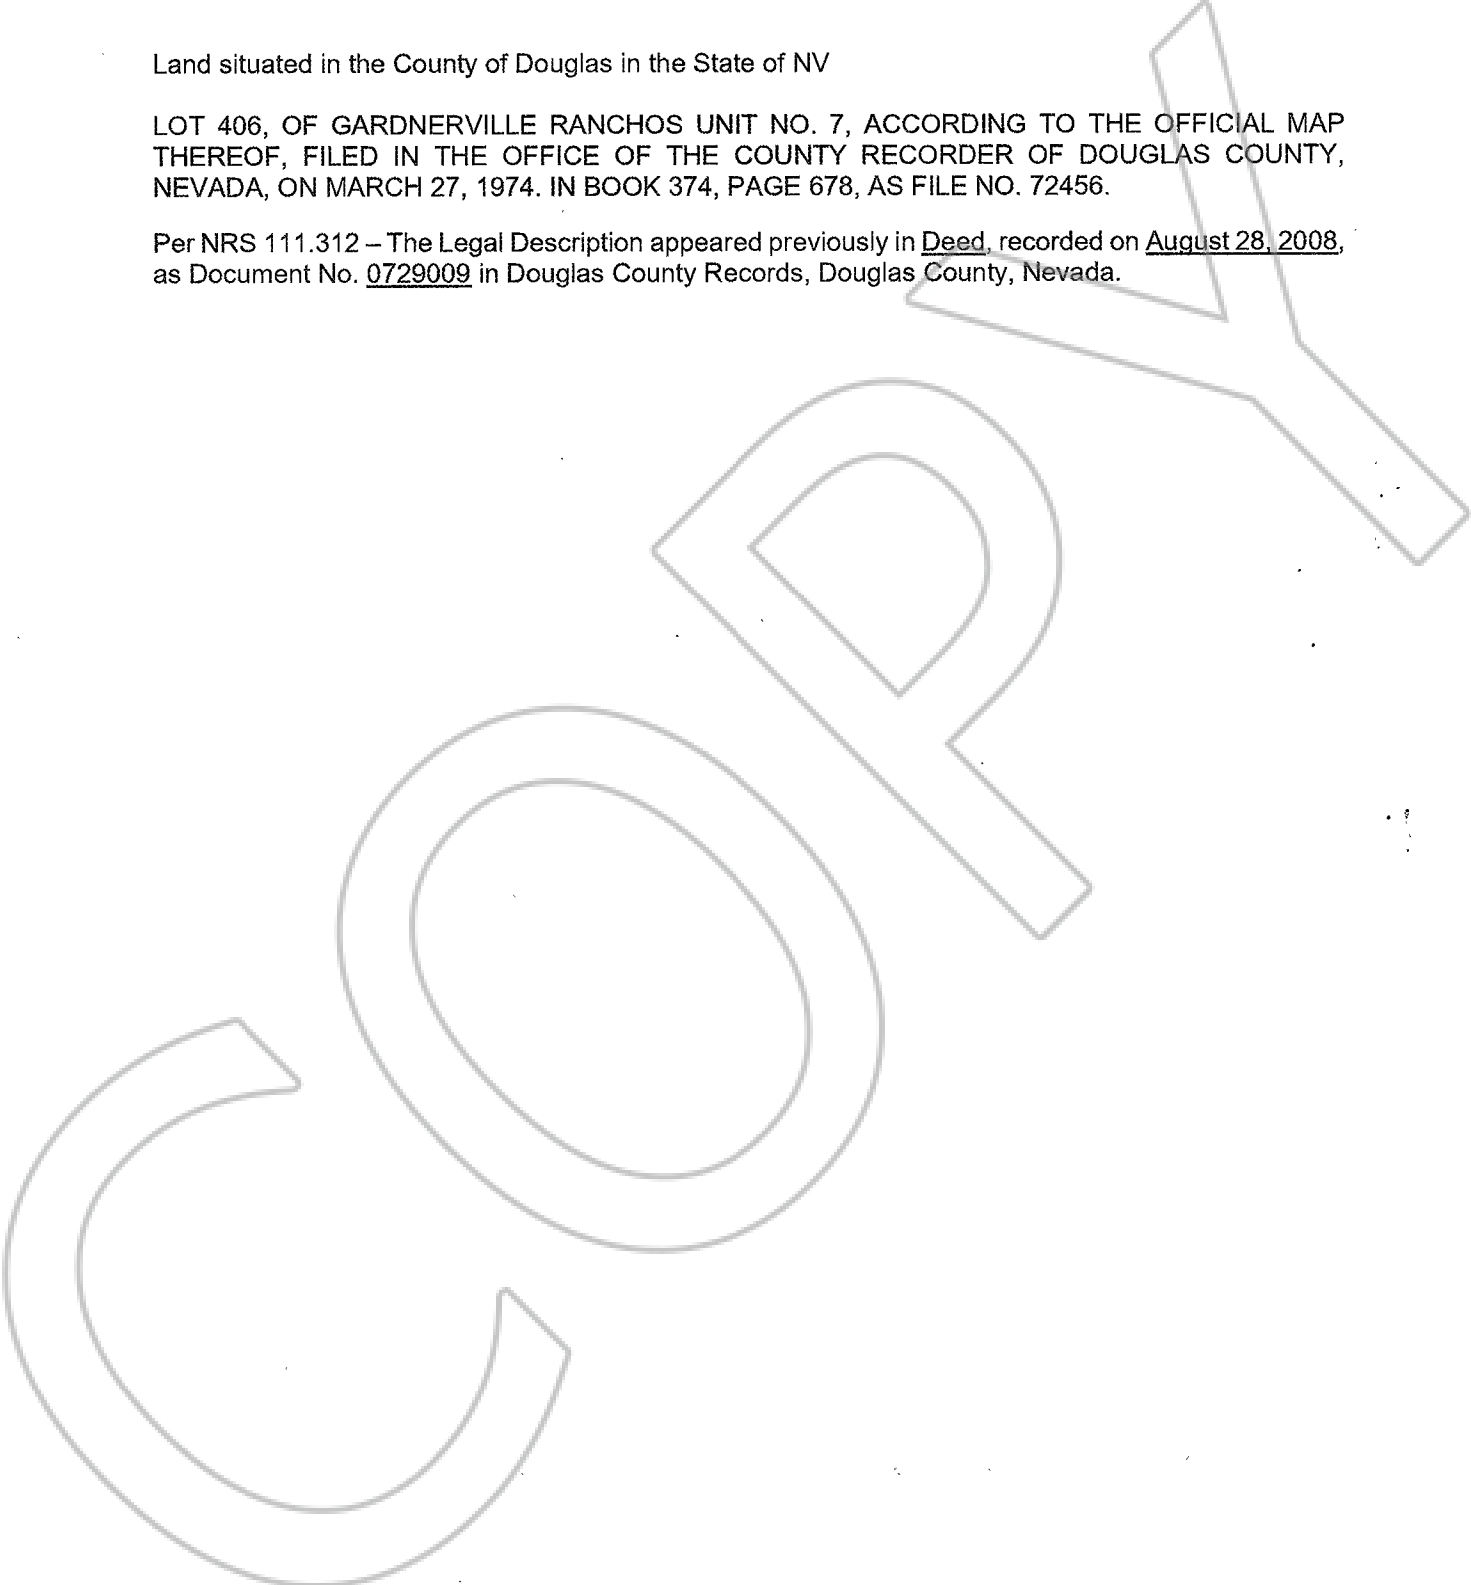 Land situated in the County of Douglas in the State of NV
LOT 406, OF GARDNERVILLE RANCHOS UNIT NO. 7, ACCORDING TO THE OFFICIAL MAP
THEREOF, FILED IN THE OFFICE OF THE COUNTY RECORDER OF DOUGLAS COUNTY,
NEVADA, ON MARCH 27, 1974. IN BOOK 374, PAGE 678, AS FILE NO. 72456.
Per NRS 111.312 – The Legal Description appeared previously in Deed, recorded on August 28, 2008,
as Document No. 0729009 in Douglas County Records, Douglas County, Nevada.
COPY